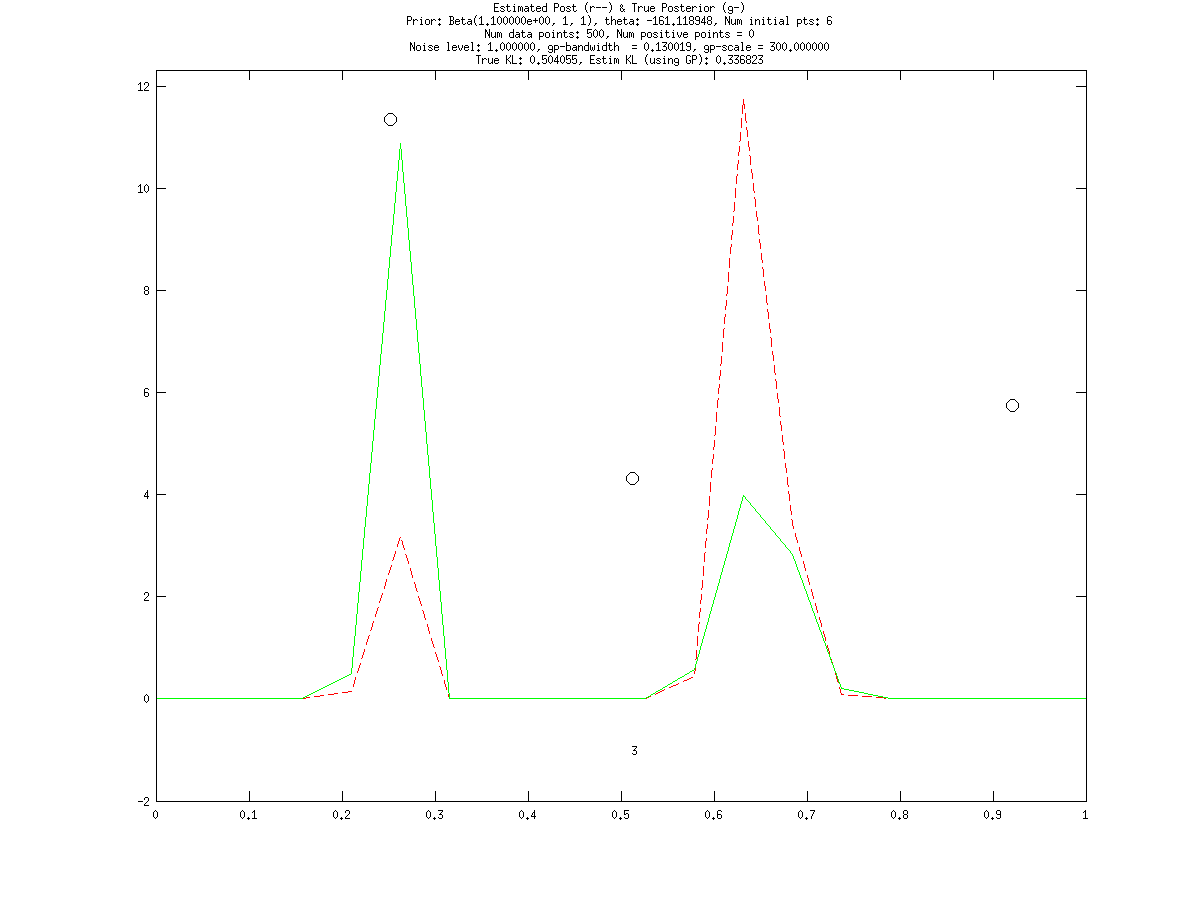 Estimated Post (r--) & True Posterior (g-)
Prior: Beta(1.100000e+00, 1, 1), theta: -161.118948, Num initial pts: 6
Num data points: 500, Num positive points = 0
Noise level: 1.000000, gp-bandwidth  = 0.130019, gp-scale = 300.000000
True KL: 0.504055, Estim KL (using GP): 0.336823
12
10
8
6
4
2
0
3
-2
0 0.1 0.2 0.3 0.4 0.5 0.6 0.7 0.8 0.9 1